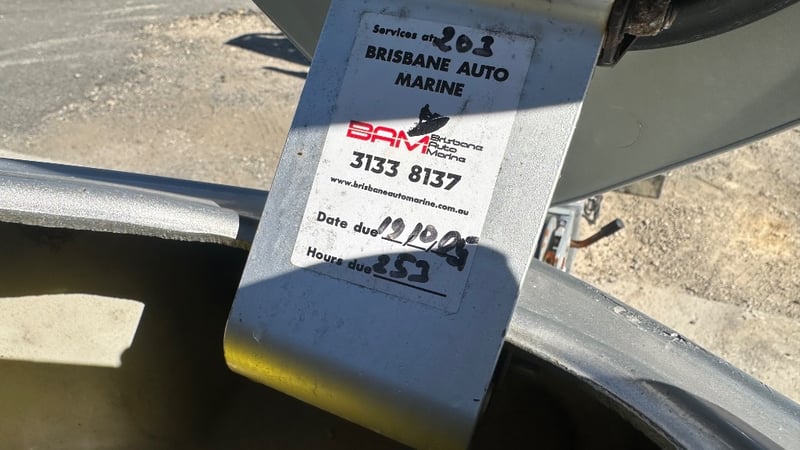 Services at: 203
BRISBANE AUTO
MARINE
BAM Brisbane
Auto
Marine
3133 8137
www.brisbaneautomarine.com.au
Date due
Hours due 253